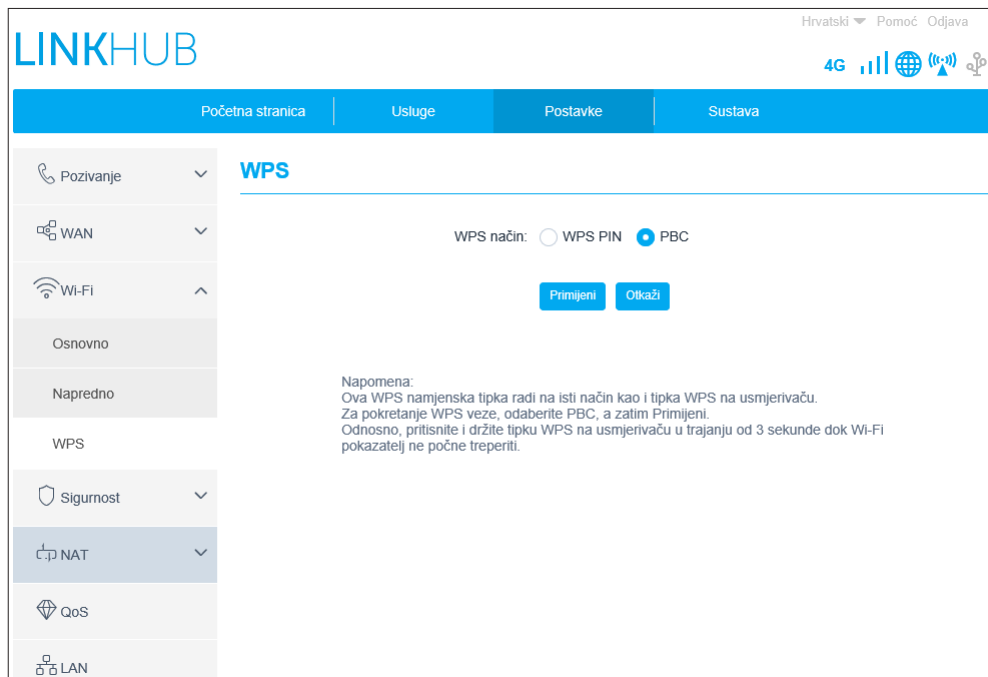 Hrvatski Pomoć Odjava
LINKHUB
4G
Početna stranica Usluge Postavke Sustava
Pozivanje
WAN
Wi-Fi
Osnovno
Napredno
WPS
Sigurnost
NAT
QoS
LAN
WPS
WPS način: WPS PIN PBC
Primijeni Otkaži
Napomena:
Ova WPS namjenska tipka radi na isti način kao i tipka WPS na usmjerivaču.
Za pokretanje WPS veze, odaberite PBC, a zatim Primijeni.
Odnosno, pritisnite i držite tipku WPS na usmjerivaču u trajanju od 3 sekunde dok Wi-Fi
pokazatelj ne počne treperiti.